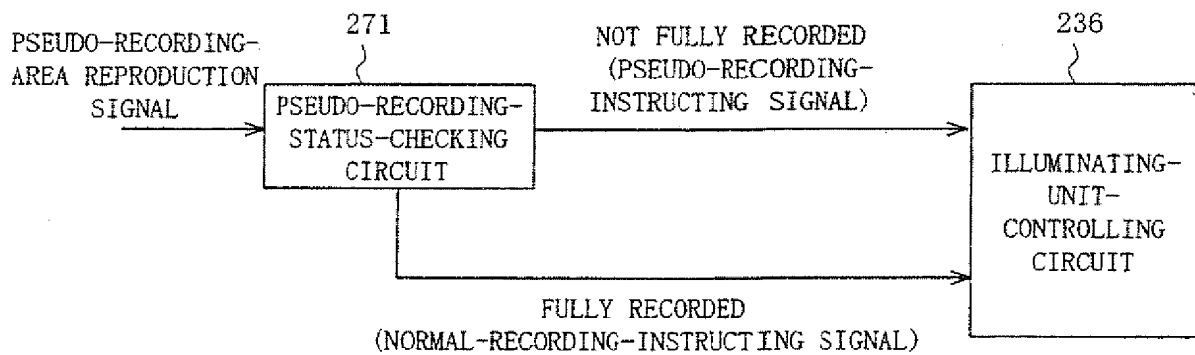 271
236
PSEUDO-RECORDING-
AREA REPRODUCTION
SIGNAL
PSEUDO-RECORDING-
STATUS-CHECKING
CIRCUIT
NOT FULLY RECORDED
(PSEUDO-RECORDING-
INSTRUCTING SIGNAL)
ILLUMINATING-
UNIT-
CONTROLLING
CIRCUIT
FULLY RECORDED
(NORMAL-RECORDING-INSTRUCTING SIGNAL)